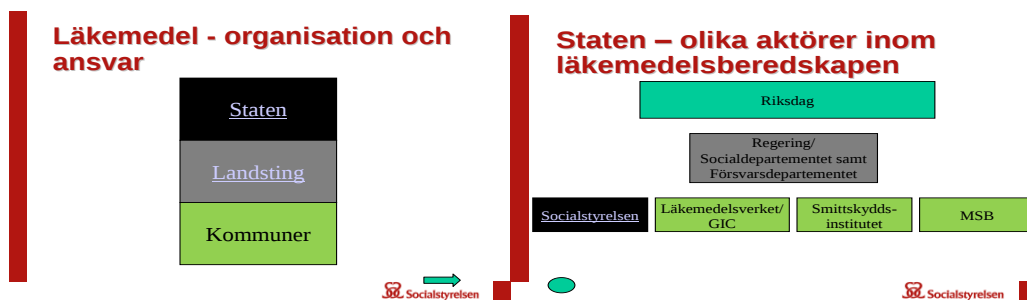 Läkemedel - organisation och
ansvar
Staten
Landsting
Kommuner
Socialstyrelsen
Staten – olika aktörer inom
läkemedelsberedskapen
Riksdag
Regering/
Socialdepartementet samt
Försvarsdepartementet
Socialstyrelsen
Läkemedelsverket/
GIC
Smittskydds-
institutet
MSB
Socialstyrelsen